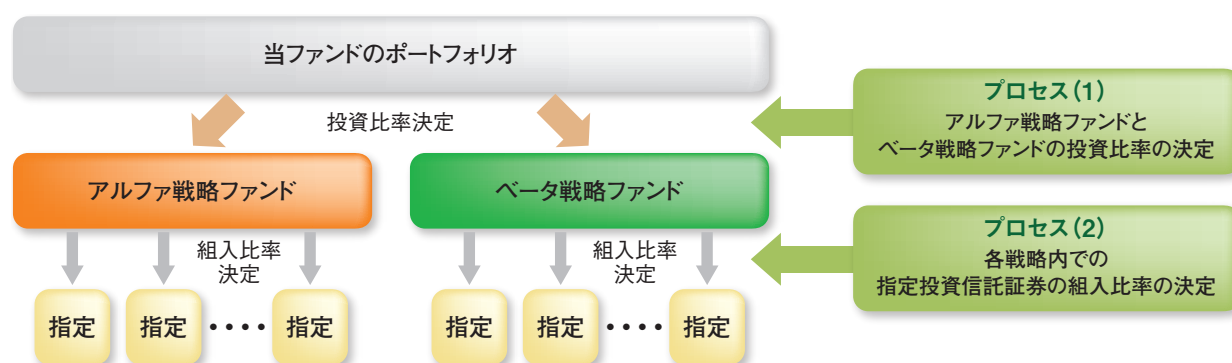 当ファンドのポートフォリオ
投資比率決定
アルファ戦略ファンド
ベータ戦略ファンド
組入比率
決定
組入比率
決定
指定
指定
・・・・
指定
指定
指定
・・・・
指定
プロセス(1)
アルファ戦略ファンドと
ベータ戦略ファンドの投資比率の決定
プロセス(2)
各戦略内での
指定投資信託証券の組入比率の決定